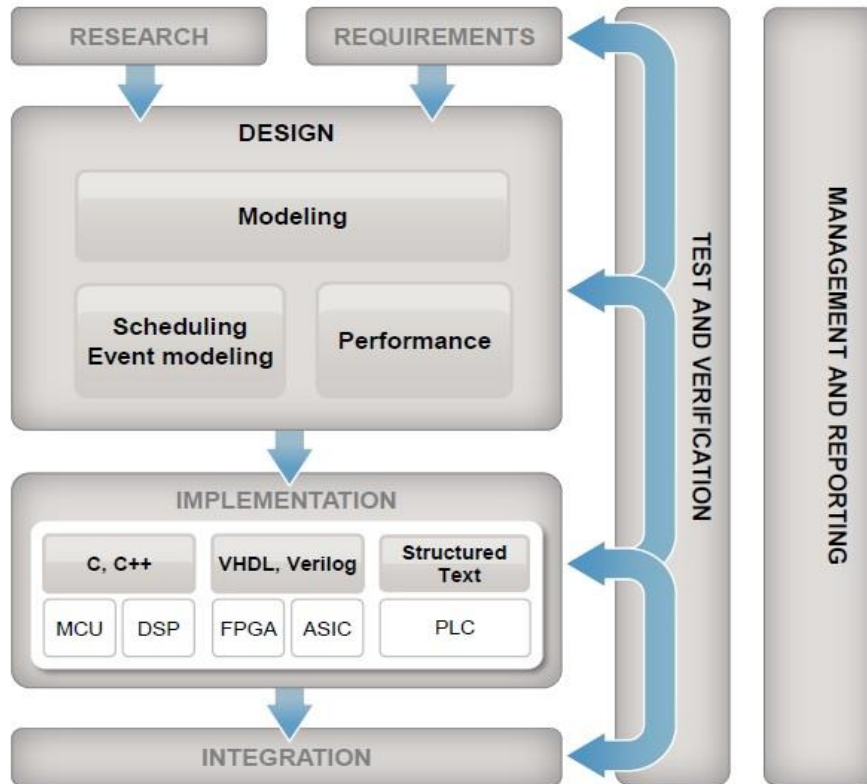 RESEARCH
REQUIREMENTS
DESIGN
Modeling
Scheduling
Event modeling
Performance
IMPLEMENTATION
C, C++
VHDL, Verilog
Structured
Text
MCU
DSP
FPGA
ASIC
PLC
INTEGRATION
TEST AND VERIFICATION
MANAGEMENT AND REPORTING